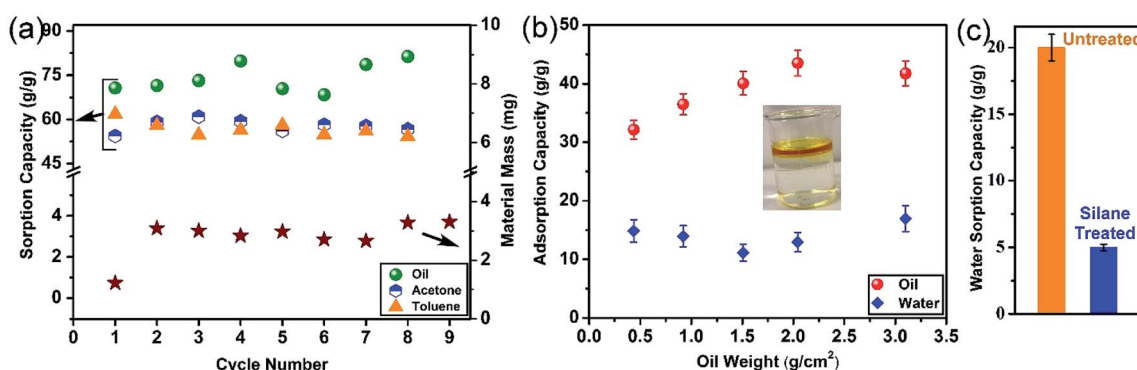 (a)
90
75
60
45
4
2
0
Sorption Capacity (g/g)
10
8
6
4
2
0
Material Mass (mg)
Oil
Acetone
Toluene
1 2 3 4 5 6 7 8 9
Cycle Number
(b)
50
40
30
20
10
0
Adsorption Capacity (g/g)
Oil
Water
0.0 0.5 1.0 1.5 2.0 2.5 3.0 3.5
Oil Weight (g/cm²)
(c)
20
15
10
5
0
Water Sorption Capacity (g/g)
Untreated
Silane
Treated